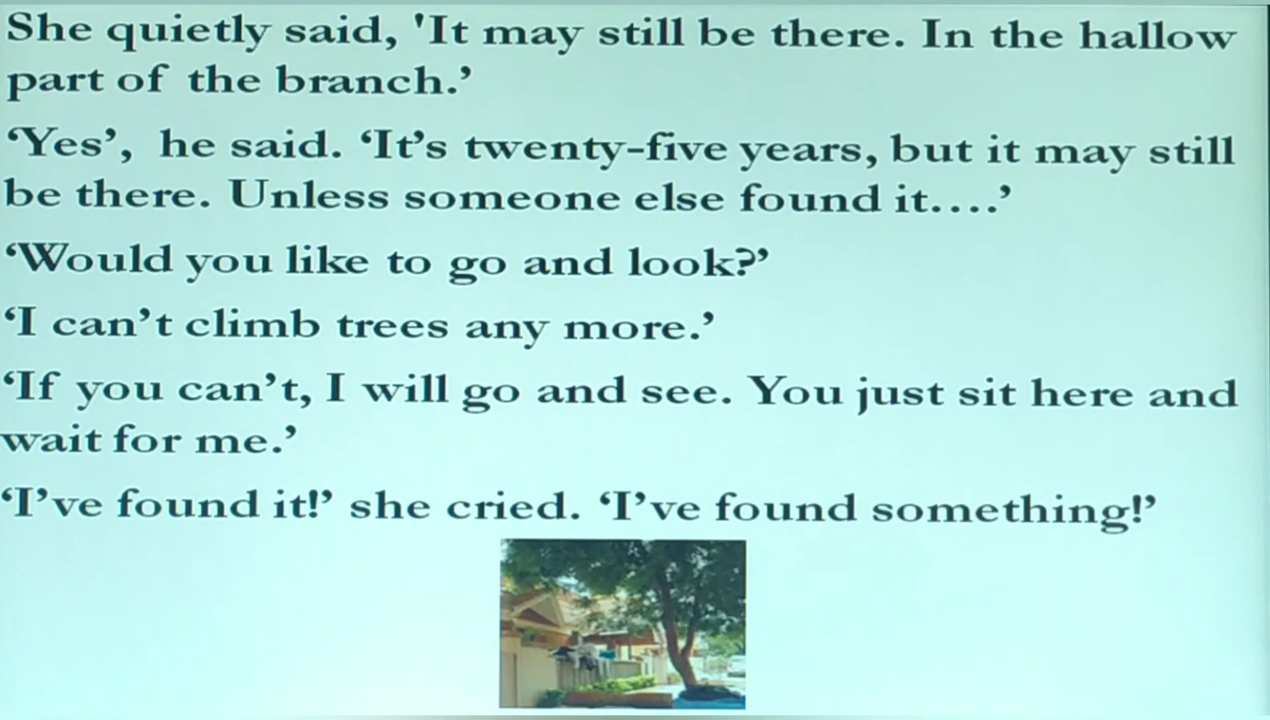 She quietly said, 'It may still be there. In the hallow
part of the branch.’
‘Yes’, he said. ‘It’s twenty-five years, but it may still
be there. Unless someone else found it….’
‘Would you like to go and look?’
‘I can’t climb trees any more.’
‘If you can’t, I will go and see. You just sit here and
wait for me.’
‘I’ve found it!’ she cried. ‘I’ve found something!’